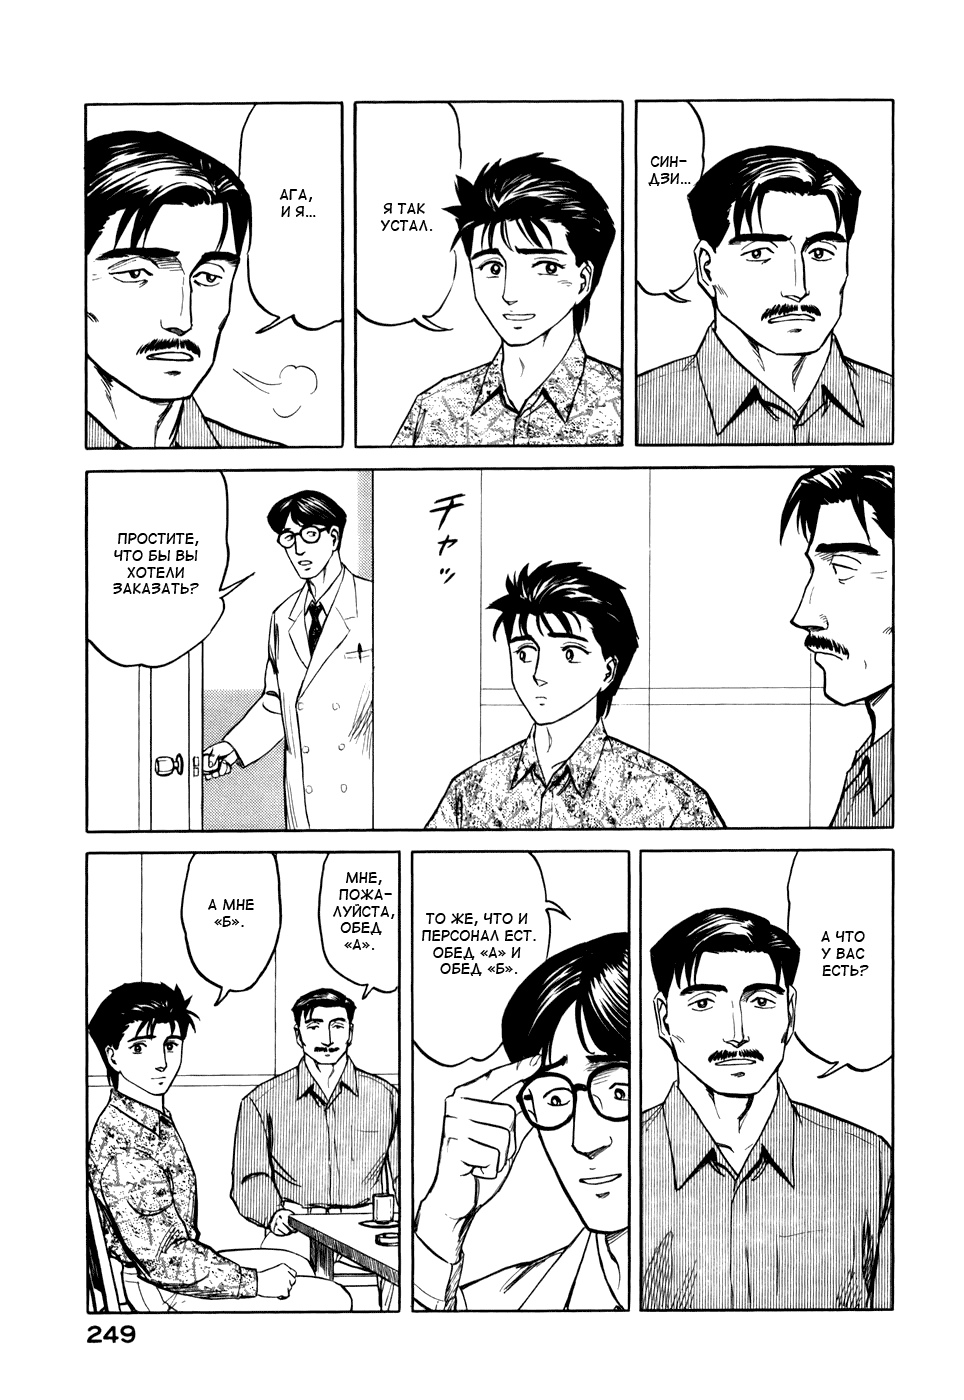 СИН-
ДЗИ...
Я ТАК
УСТАЛ.
АГА,
И Я...
チャッ
ПРОСТИТЕ,
ЧТО БЫ ВЫ
ХОТЕЛИ
ЗАКАЗАТЬ?
А ЧТО
У ВАС
ЕСТЬ?
ТО ЖЕ, ЧТО И
ПЕРСОНАЛ ЕСТ.
ОБЕД «А» И
ОБЕД «Б».
МНЕ,
ПОЖА-
ЛУЙСТА,
ОБЕД
«А».
А МНЕ
«Б».
249